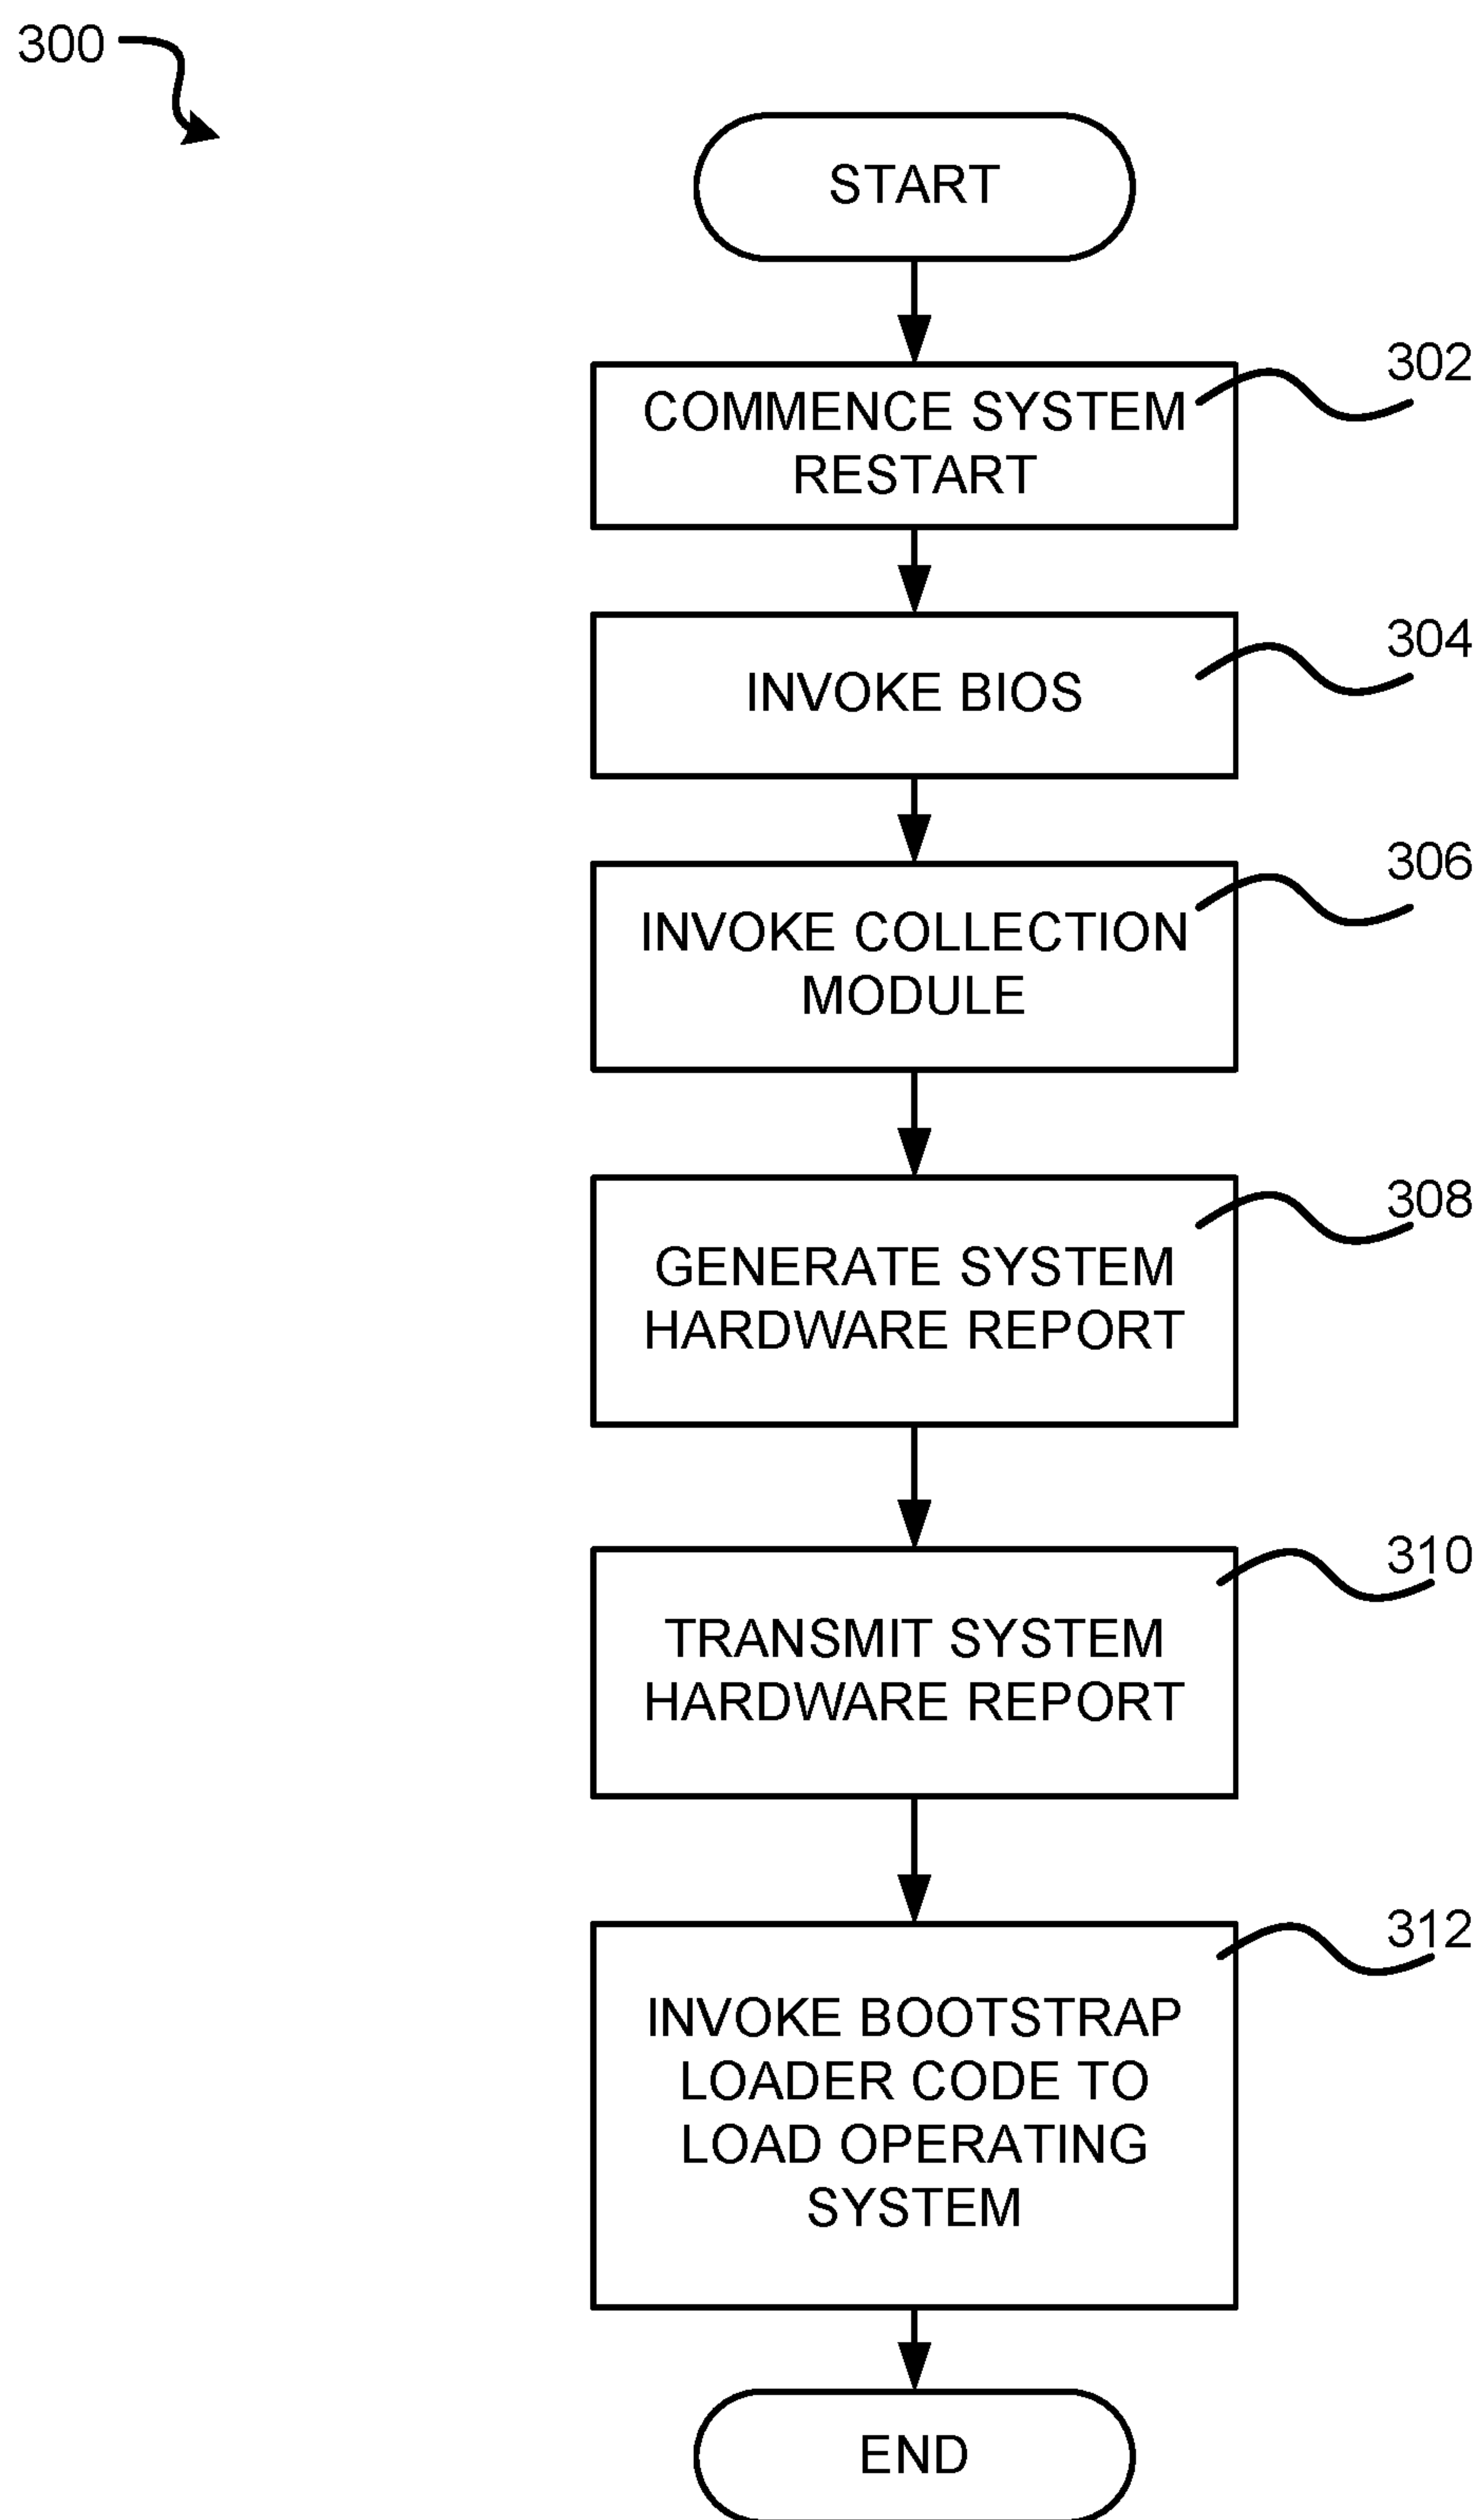 300
START
302
COMMENCE SYSTEM
RESTART
304
INVOKE BIOS
306
INVOKE COLLECTION
MODULE
308
GENERATE SYSTEM
HARDWARE REPORT
310
TRANSMIT SYSTEM
HARDWARE REPORT
312
INVOKE BOOTSTRAP
LOADER CODE TO
LOAD OPERATING
SYSTEM
END